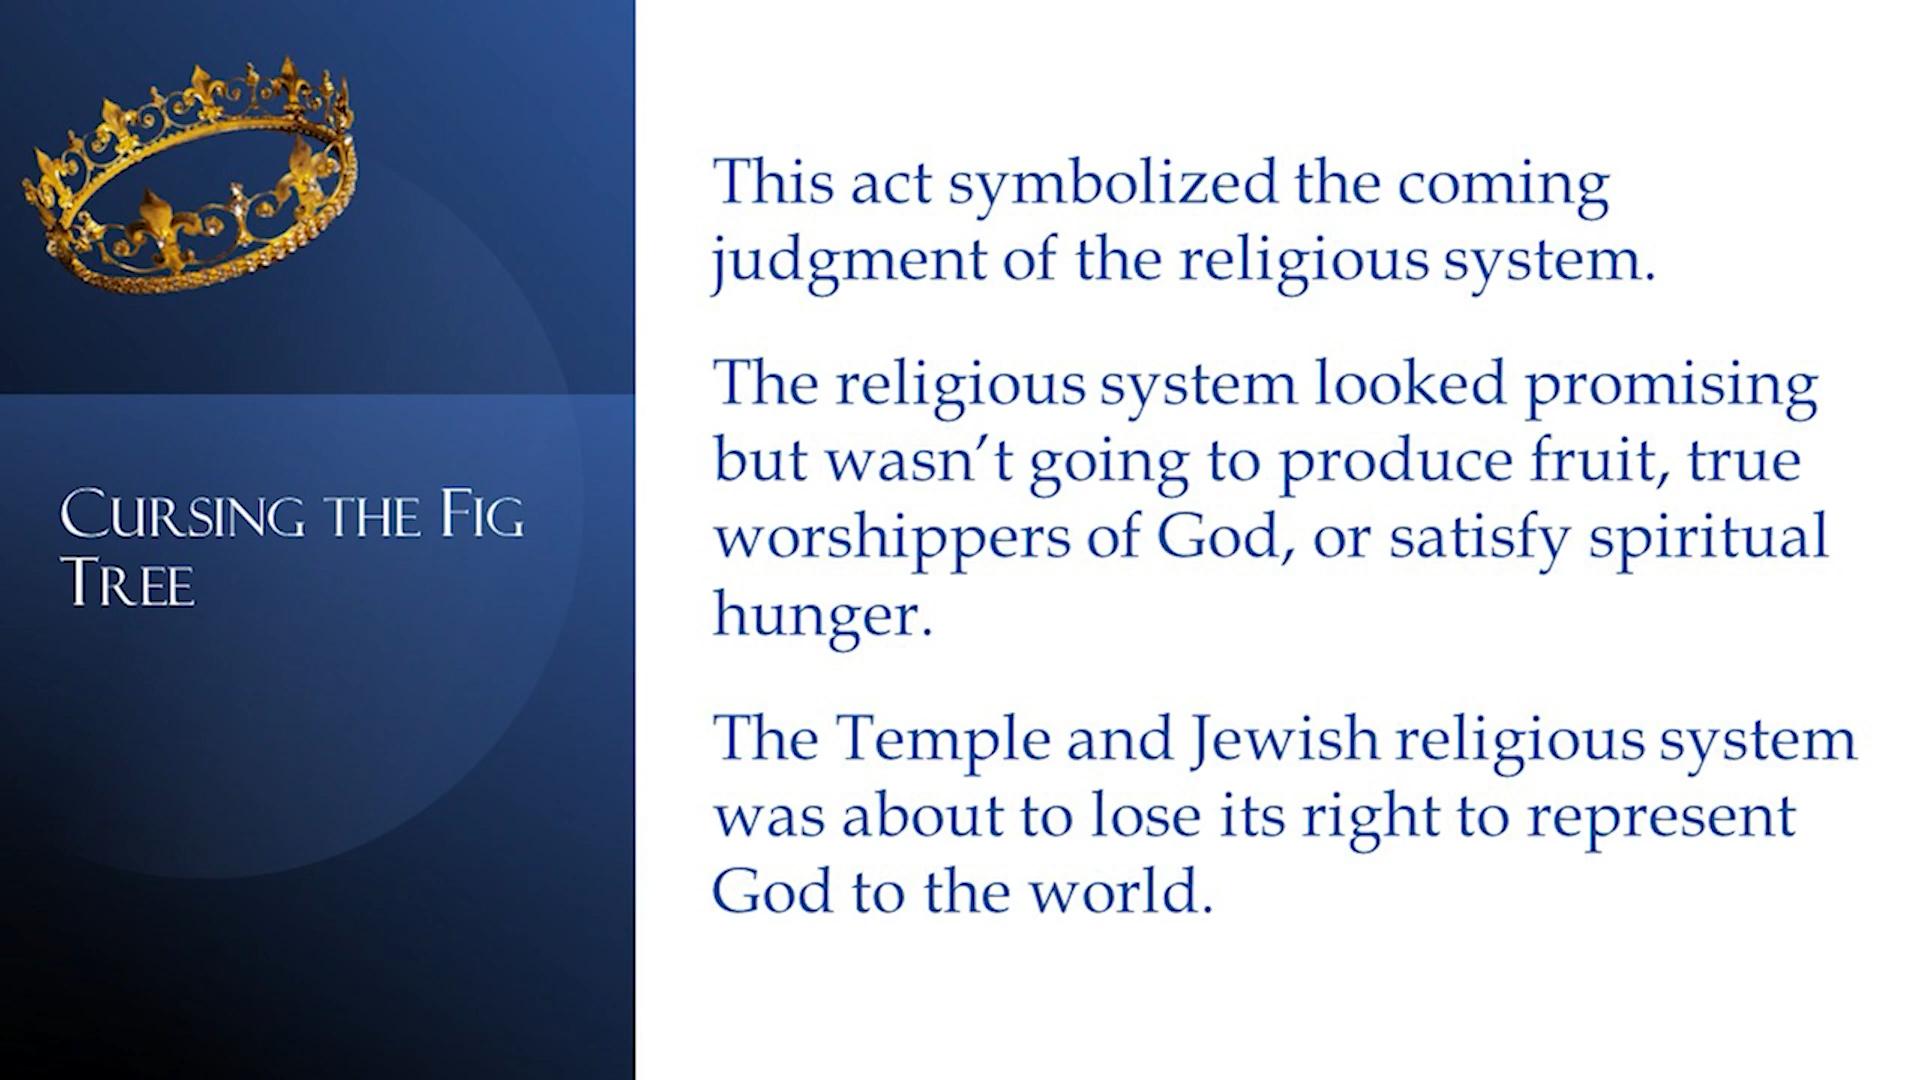 Cursing the Fig
Tree
This act symbolized the coming
judgment of the religious system.
The religious system looked promising
but wasn’t going to produce fruit, true
worshippers of God, or satisfy spiritual
hunger.
The Temple and Jewish religious system
was about to lose its right to represent
God to the world.